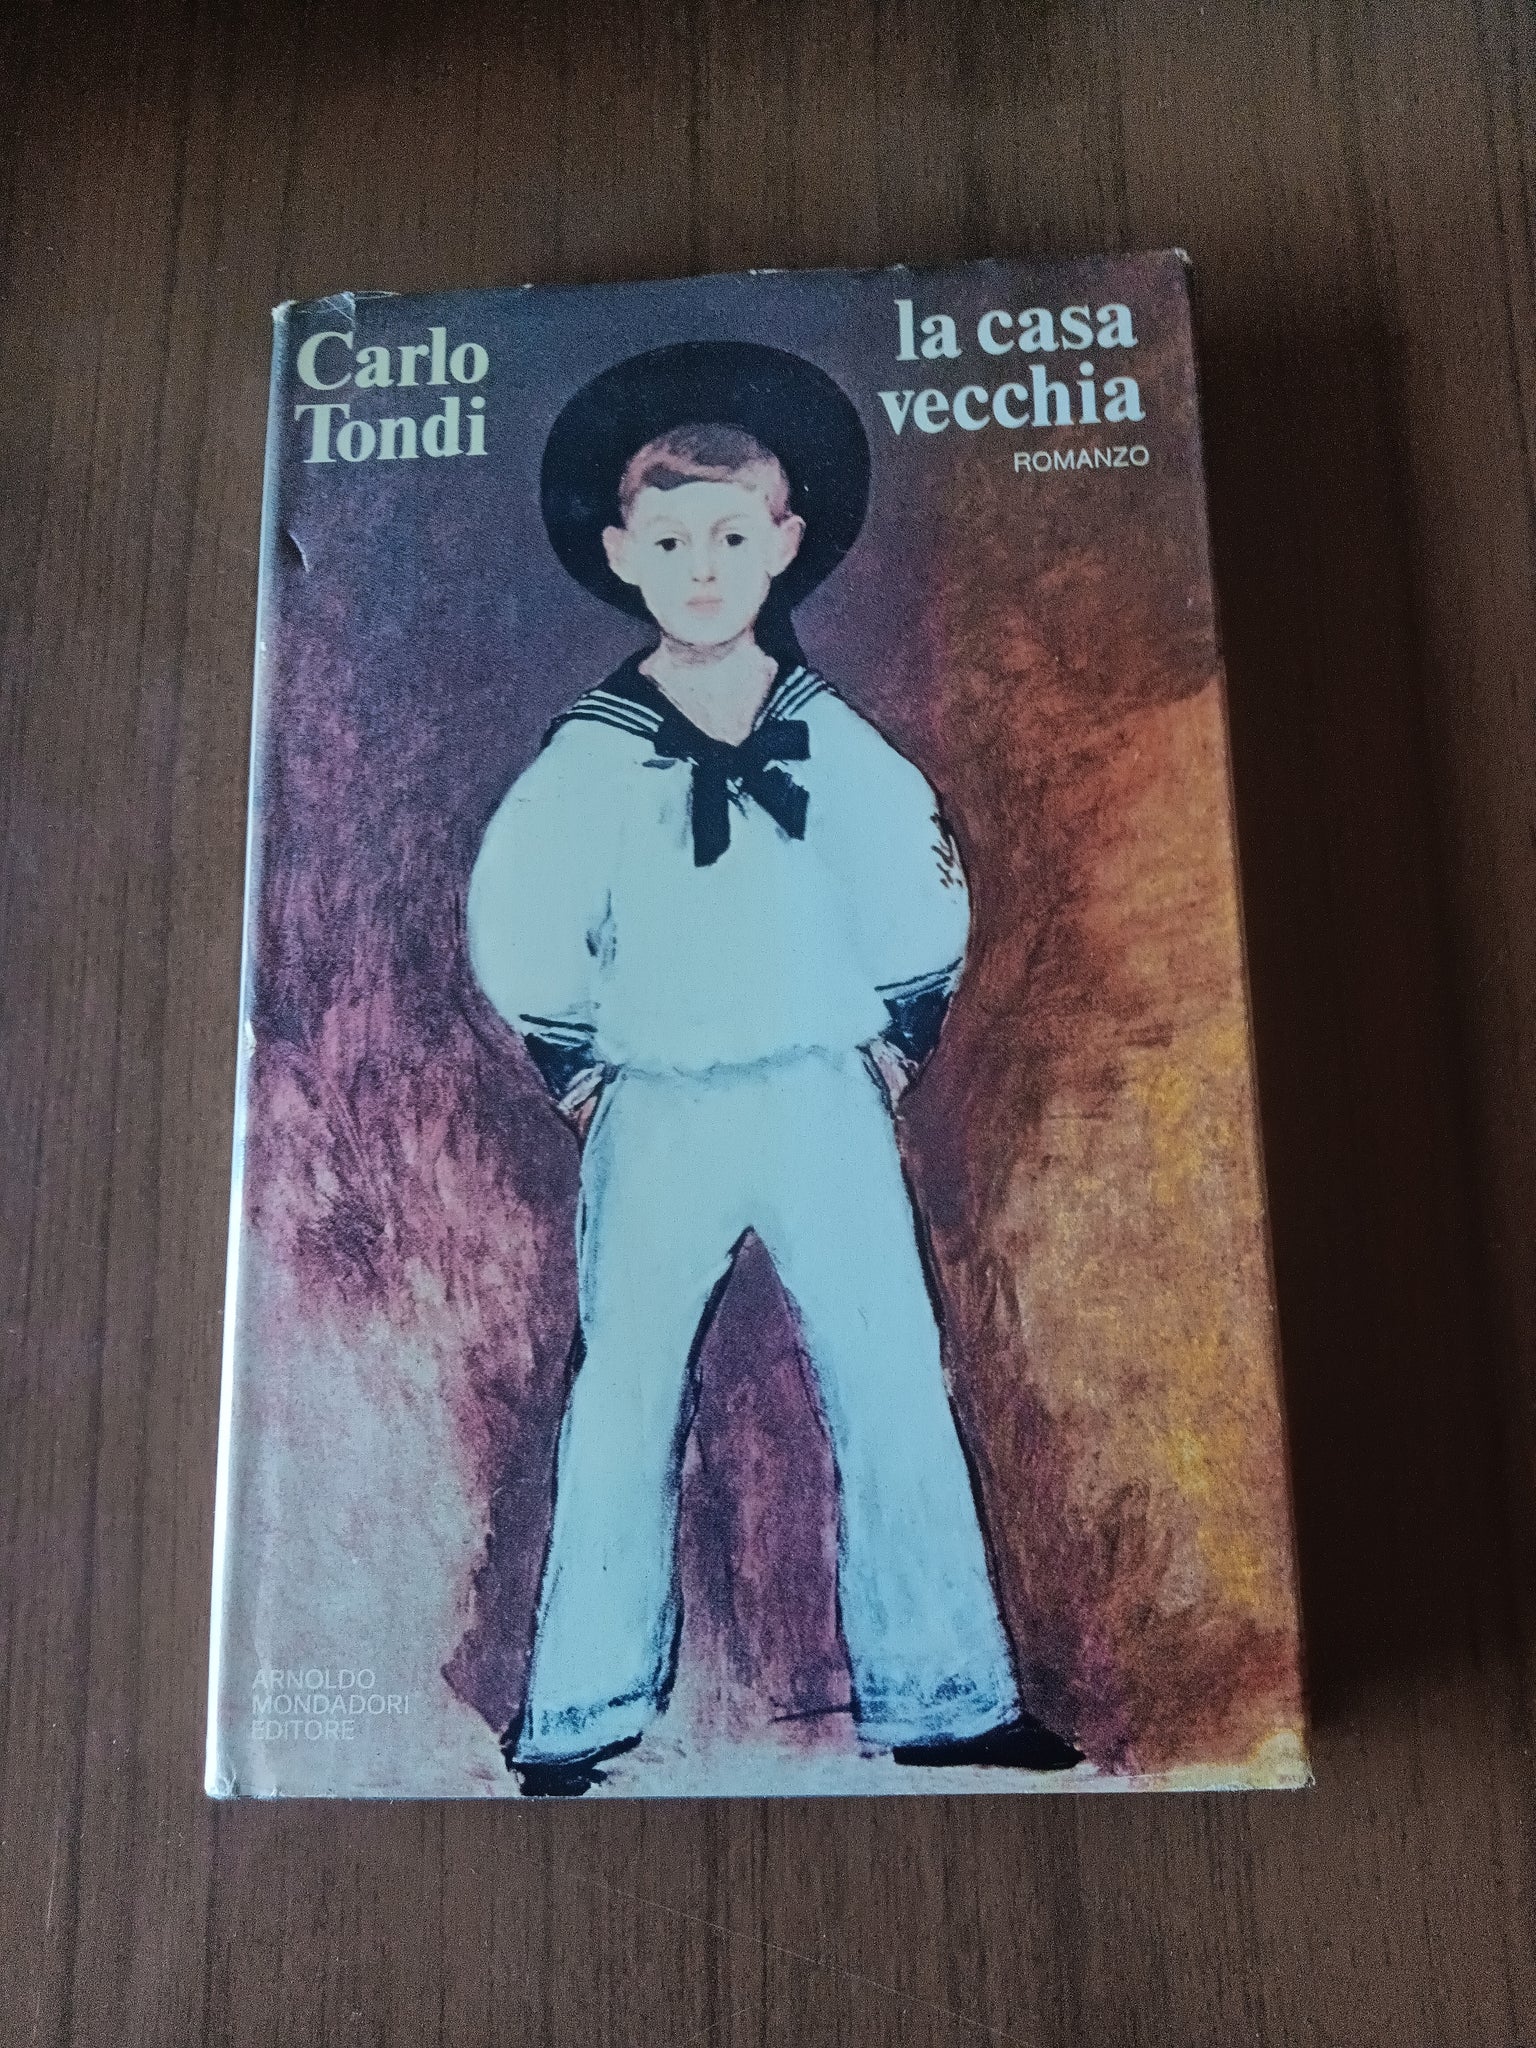 Carlo
Tondi
la casa
vecchia
ROMANZO
ARNOLDO
MONDADORI
EDITORE